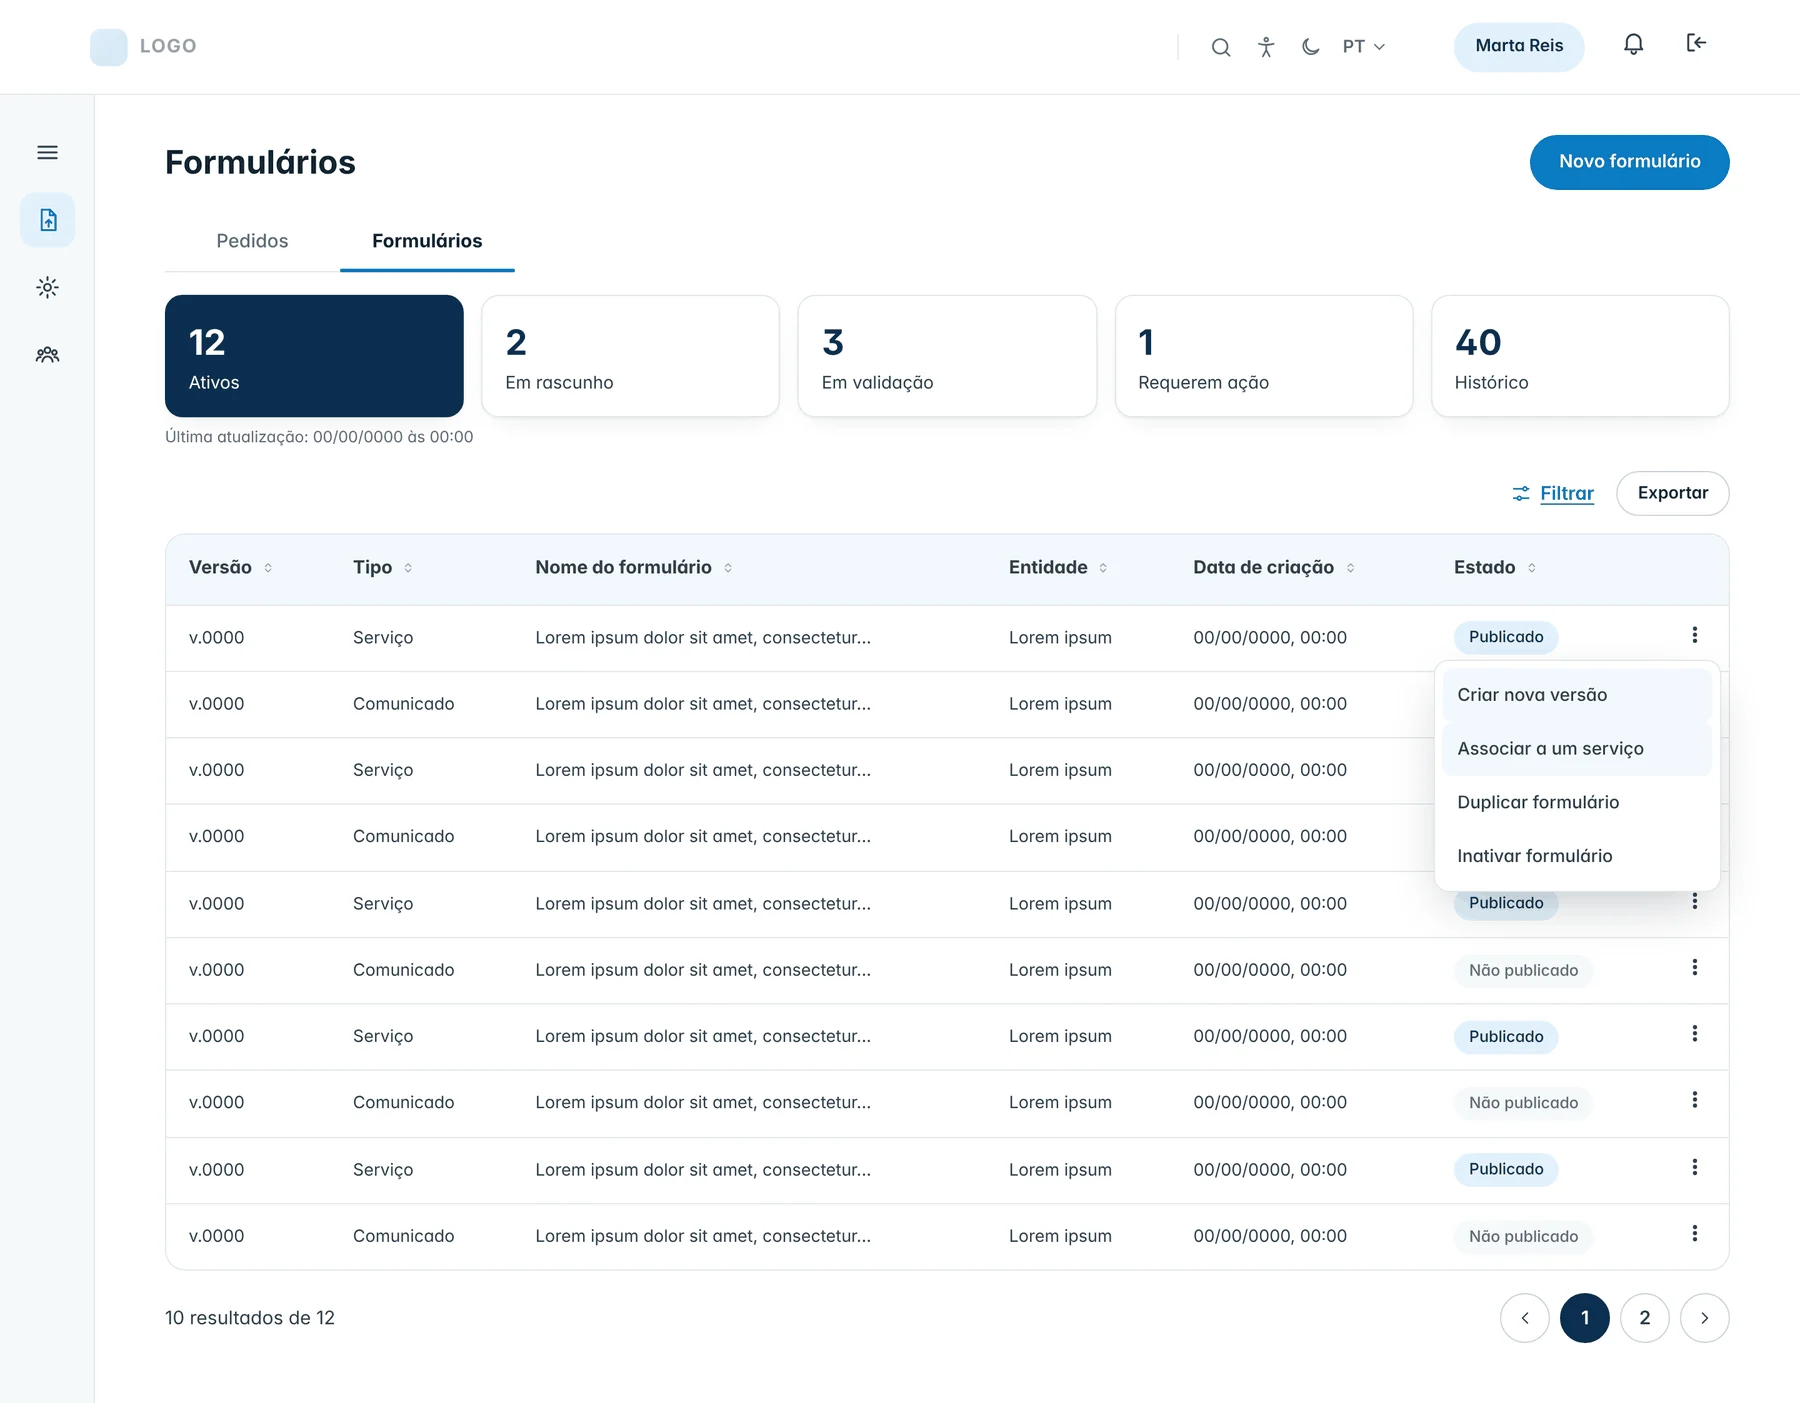 LOGO
PT
Marta Reis
Formulários
Novo formulário
Pedidos
Formulários
12
Ativos
2
Em rascunho
3
Em validação
1
Requerem ação
40
Histórico
Última atualização: 00/00/0000 às 00:00
Filtrar
Exportar
Versão Tipo Nome do formulário Entidade Data de criação Estado
v.0000 Serviço Lorem ipsum dolor sit amet, consectetur... Lorem ipsum 00/00/0000, 00:00 Publicado
v.0000 Comunicado Lorem ipsum dolor sit amet, consectetur... Lorem ipsum 00/00/0000, 00:00
v.0000 Serviço Lorem ipsum dolor sit amet, consectetur... Lorem ipsum 00/00/0000, 00:00
v.0000 Comunicado Lorem ipsum dolor sit amet, consectetur... Lorem ipsum 00/00/0000, 00:00
Criar nova versão
Associar a um serviço
Duplicar formulário
Inativar formulário
v.0000 Serviço Lorem ipsum dolor sit amet, consectetur... Lorem ipsum 00/00/0000, 00:00 Publicado
v.0000 Comunicado Lorem ipsum dolor sit amet, consectetur... Lorem ipsum 00/00/0000, 00:00 Não publicado
v.0000 Serviço Lorem ipsum dolor sit amet, consectetur... Lorem ipsum 00/00/0000, 00:00 Publicado
v.0000 Comunicado Lorem ipsum dolor sit amet, consectetur... Lorem ipsum 00/00/0000, 00:00 Não publicado
v.0000 Serviço Lorem ipsum dolor sit amet, consectetur... Lorem ipsum 00/00/0000, 00:00 Publicado
v.0000 Comunicado Lorem ipsum dolor sit amet, consectetur... Lorem ipsum 00/00/0000, 00:00 Não publicado
10 resultados de 12
1
2